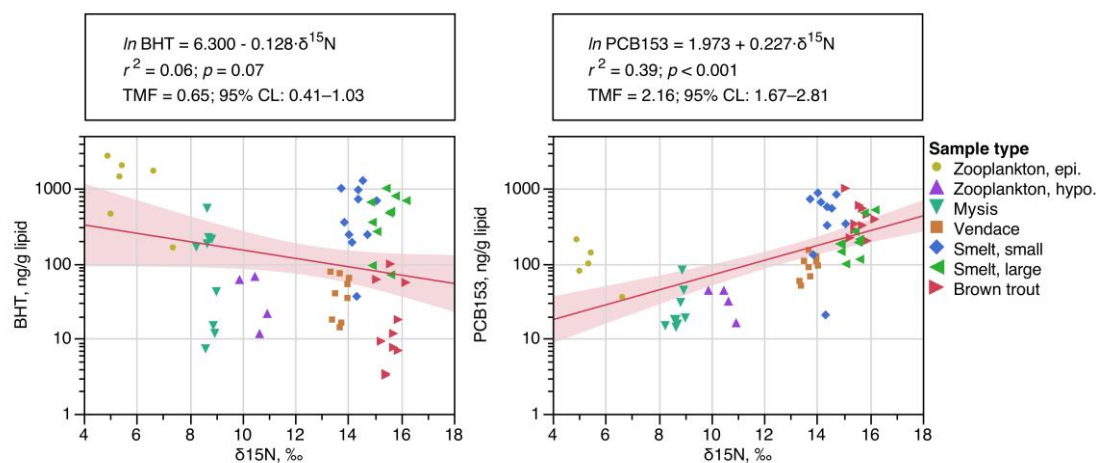 ln BHT = 6.300 - 0.128·δ¹⁵N
r² = 0.06; p = 0.07
TMF = 0.65; 95% CL: 0.41–1.03
ln PCB153 = 1.973 + 0.227·δ¹⁵N
r² = 0.39; p < 0.001
TMF = 2.16; 95% CL: 1.67–2.81
BHT, ng/g lipid
1000
100
10
1
4 6 8 10 12 14 16 18
δ15N, ‰
PCB153, ng/g lipid
1000
100
10
1
4 6 8 10 12 14 16 18
δ15N, ‰
Sample type
Zooplankton, epi.
Zooplankton, hypo.
Mysis
Vendace
Smelt, small
Smelt, large
Brown trout